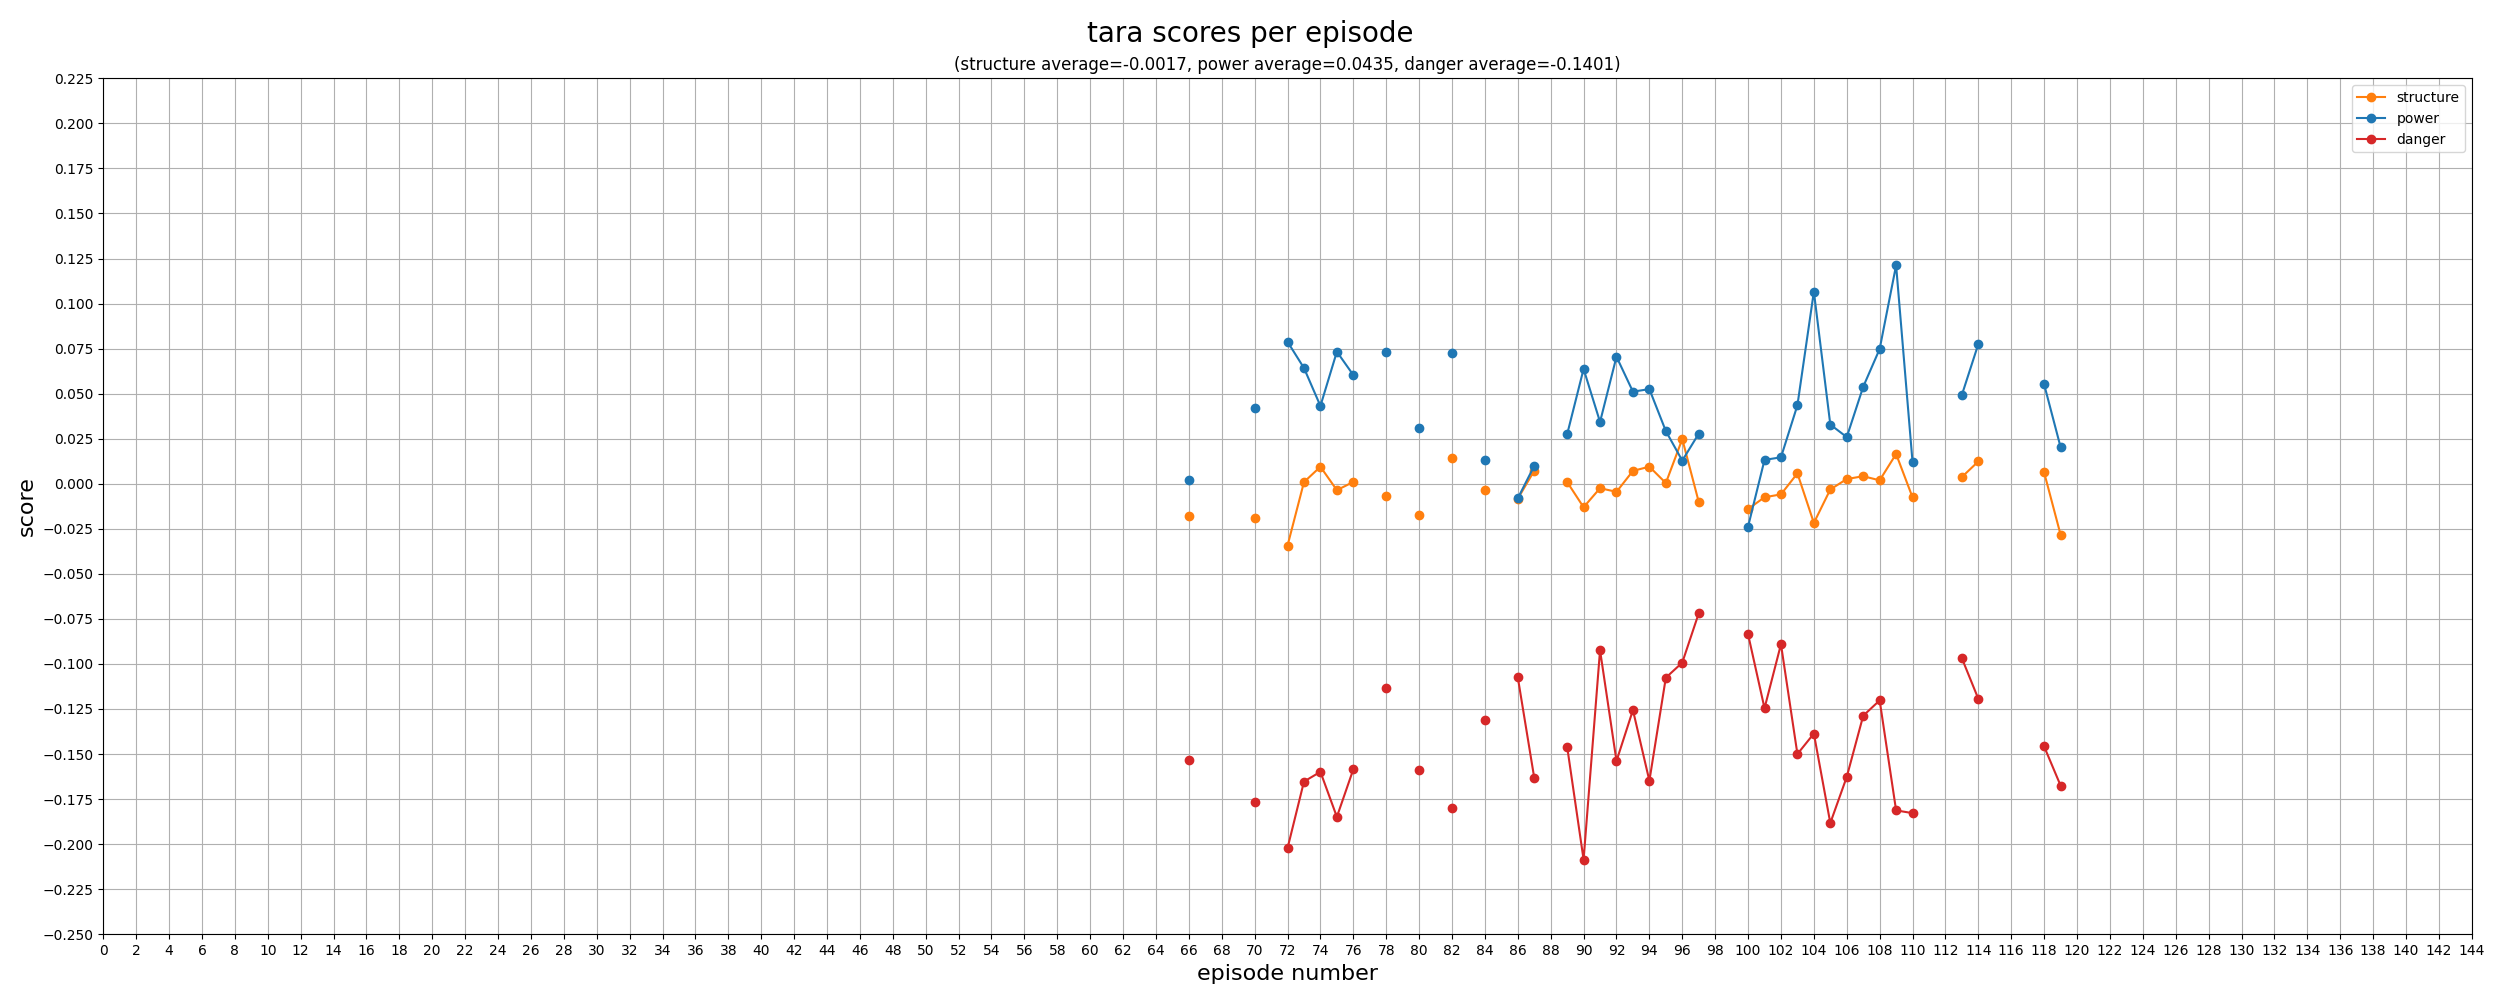 tara scores per episode
(structure average=-0.0017, power average=0.0435, danger average=-0.1401)
structure
power
danger
score
0.225
0.200
0.175
0.150
0.125
0.100
0.075
0.050
0.025
0.000
−0.025
−0.050
−0.075
−0.100
−0.125
−0.150
−0.175
−0.200
−0.225
−0.250
0 2 4 6 8 10 12 14 16 18 20 22 24 26 28 30 32 34 36 38 40 42 44 46 48 50 52 54 56 58 60 62 64 66 68 70 72 74 76 78 80 82 84 86 88 90 92 94 96 98 100 102 104 106 108 110 112 114 116 118 120 122 124 126 128 130 132 134 136 138 140 142 144
episode number